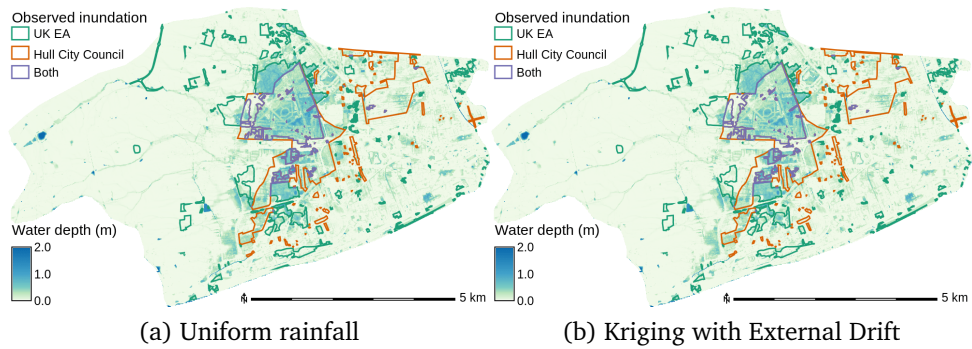 Observed inundation
UK EA
Hull City Council
Both
Water depth (m)
2.0
1.0
0.0
N
5 km
(a) Uniform rainfall
Observed inundation
UK EA
Hull City Council
Both
Water depth (m)
2.0
1.0
0.0
N
5 km
(b) Kriging with External Drift